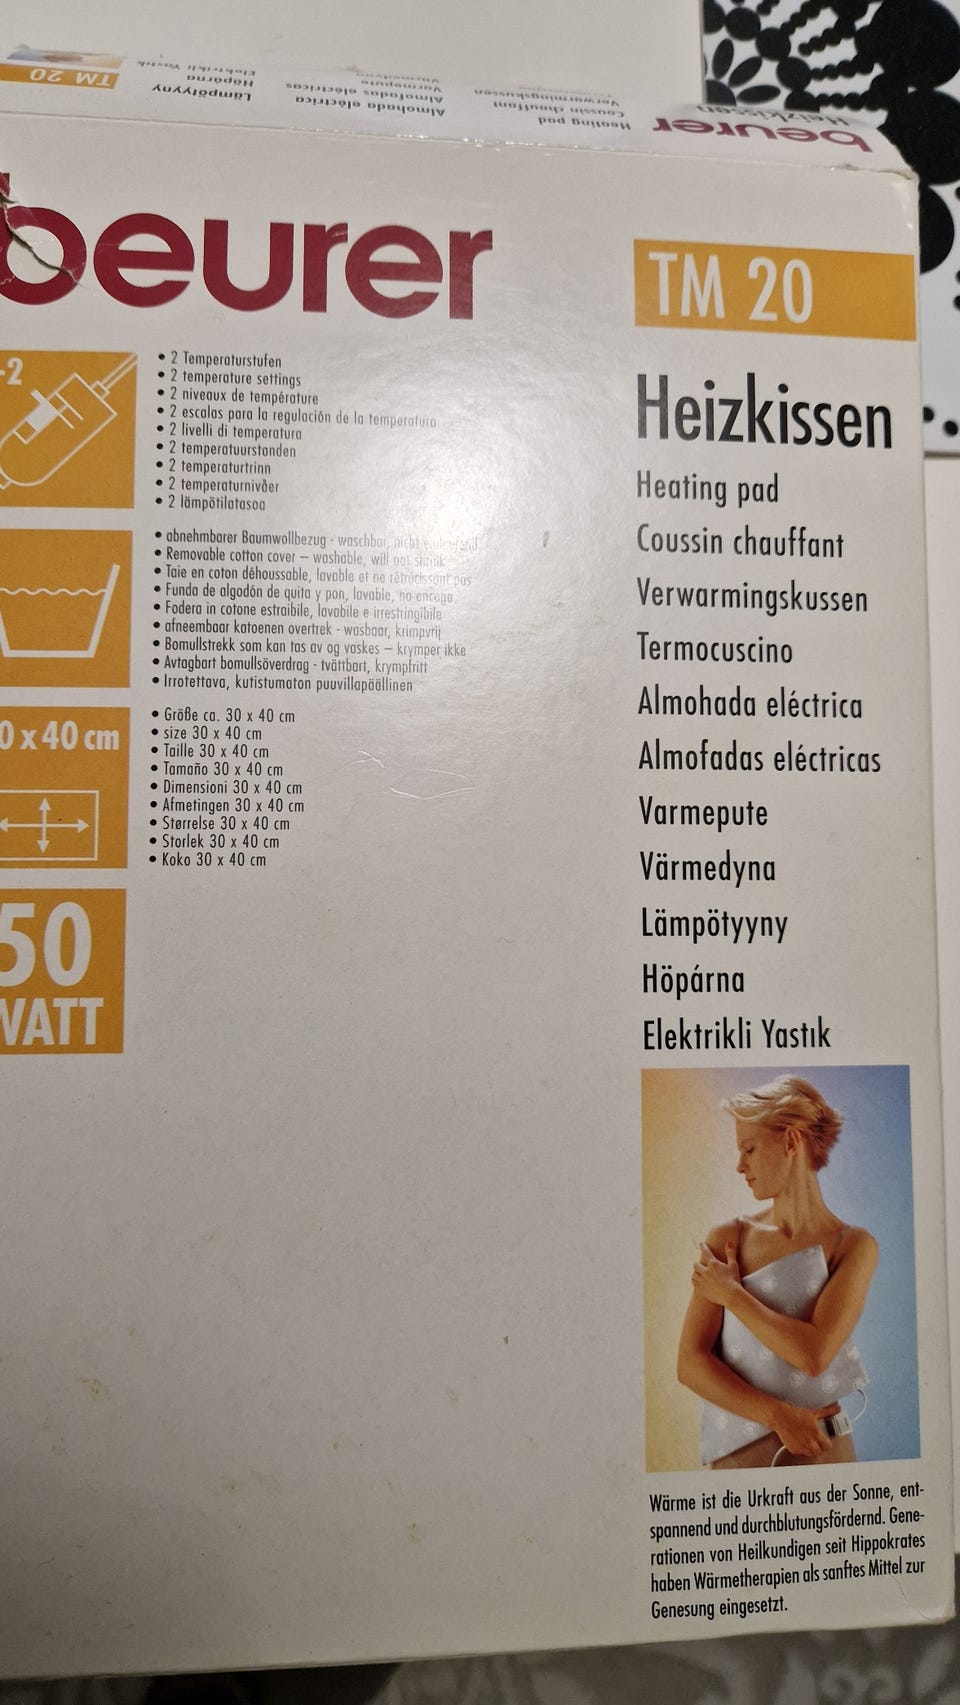 TM 20
Lämpötyyny
Höpárna
Elektrikli Yastık
Almohada eléctrica
Almofadas eléctricas
Varmepute
Heating pad
Coussin chauffant
Verwarmingskussen
beurer
Heizkissen
beurer
TM 20
-2
• 2 Temperaturstufen
• 2 temperature settings
• 2 niveaux de température
• 2 escalas para la regulación de la temperatura
• 2 livelli di temperatura
• 2 temperatuurstanden
• 2 temperaturtrinn
• 2 temperaturnivåer
• 2 lämpötilatasoa
• abnehmbarer Baumwollbezug - waschbar, nicht
• Removable cotton cover – washable, will not shrink
• Taie en coton déhoussable, lavable et ne rétrécissant pas
• Funda de algodón de quita y pon, lavable, no encoge
• Fodera in cotone estraibile, lavabile e irrestringibile
• afneembaar katoenen overtrek - wasbaar, krimpvrij
• Bomullstrekk som kan tas av og vaskes – krymper ikke
• Avtagbart bomullsöverdrag - tvättbart, krympfritt
• Irrotettava, kutistumaton puuvillapäällinen
0 x 40 cm
• Größe ca. 30 x 40 cm
• size 30 x 40 cm
• Taille 30 x 40 cm
• Tamaño 30 x 40 cm
• Dimensioni 30 x 40 cm
• Afmetingen 30 x 40 cm
• Størrelse 30 x 40 cm
• Storlek 30 x 40 cm
• Koko 30 x 40 cm
50
WATT
Heizkissen
Heating pad
Coussin chauffant
Verwarmingskussen
Termocuscino
Almohada eléctrica
Almofadas eléctricas
Varmepute
Värmedyna
Lämpötyyny
Höpárna
Elektrikli Yastık
Wärme ist die Urkraft aus der Sonne, ent-
spannend und durchblutungsfördernd. Gene-
rationen von Heilkundigen seit Hippokrates
haben Wärmetherapien als sanftes Mittel zur
Genesung eingesetzt.